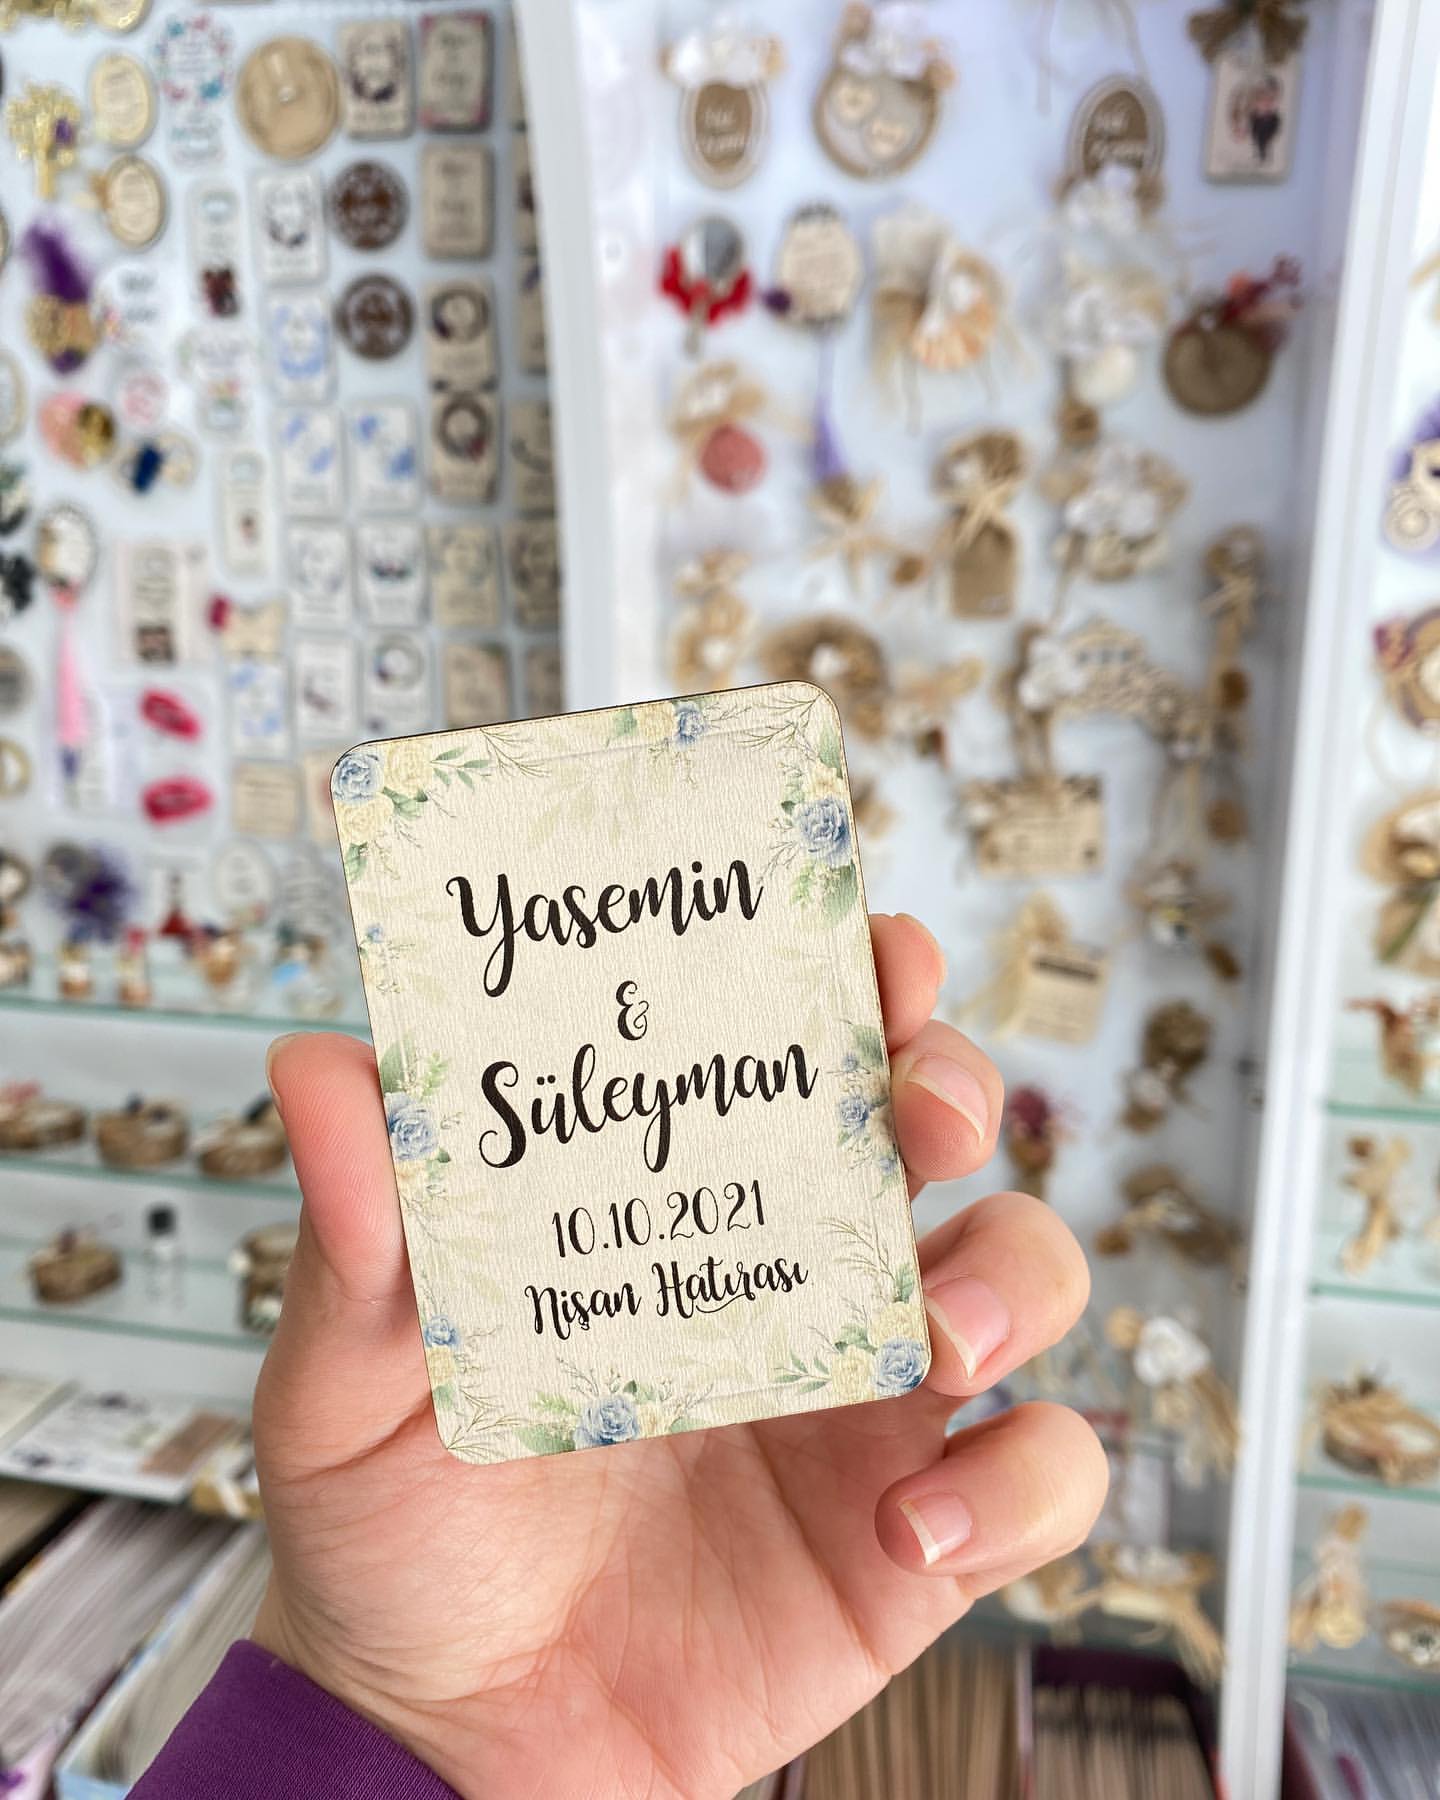 Yasemin
&
Süleyman
10.10.2021
Nişan Hatırası